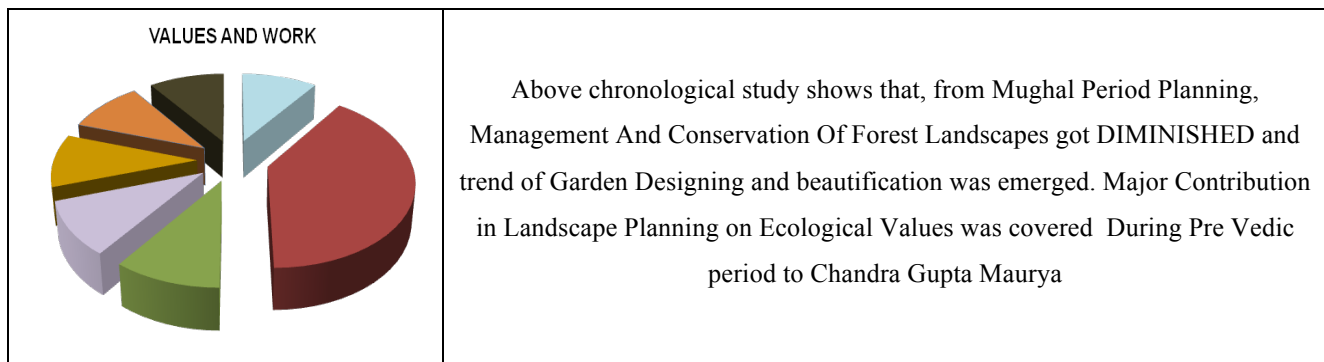 VALUES AND WORK
Above chronological study shows that, from Mughal Period Planning,
Management And Conservation Of Forest Landscapes got DIMINISHED and
trend of Garden Designing and beautification was emerged. Major Contribution
in Landscape Planning on Ecological Values was covered During Pre Vedic
period to Chandra Gupta Maurya